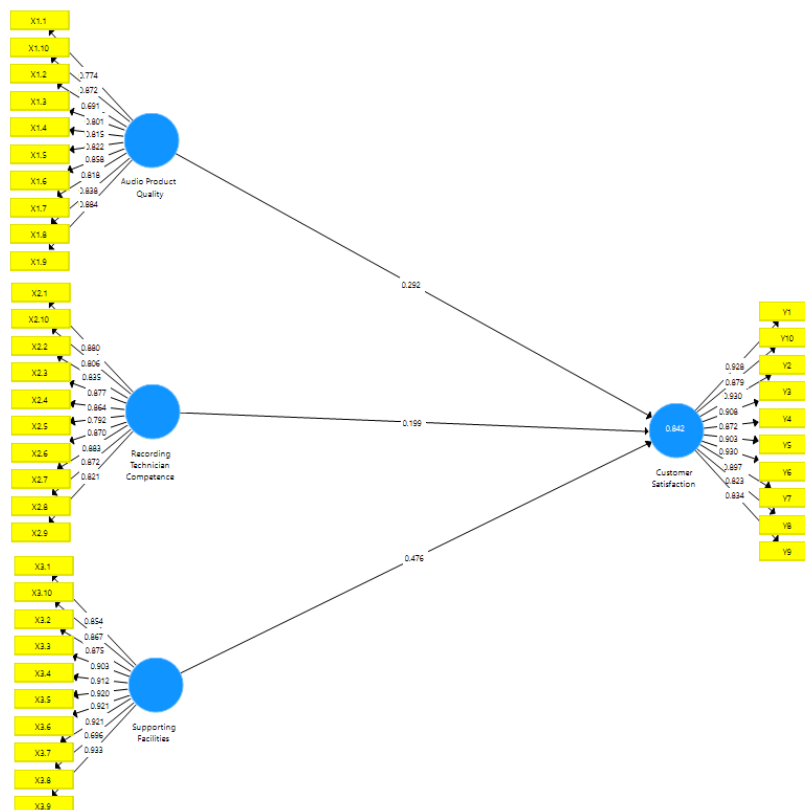 X1.1
X1.10
X1.2
X1.3
X1.4
X1.5
X1.6
X1.7
X1.8
X1.9
0.774
0.872
0.691
0.801
0.815
0.822
0.858
0.818
0.838
0.884
Audio Product
Quality
0.292
X2.1
X2.10
X2.2
X2.3
X2.4
X2.5
X2.6
X2.7
X2.8
X2.9
0.880
0.806
0.835
0.877
0.864
0.792
0.870
0.883
0.872
0.821
Recording
Technician
Competence
0.199
X3.1
X3.10
X3.2
X3.3
X3.4
X3.5
X3.6
X3.7
X3.8
X3.9
0.854
0.867
0.875
0.903
0.912
0.920
0.921
0.921
0.696
0.933
Supporting
Facilities
0.476
0.842
Customer
Satisfaction
0.928
0.879
0.930
0.908
0.872
0.903
0.930
0.897
0.823
0.834
Y1
Y10
Y2
Y3
Y4
Y5
Y6
Y7
Y8
Y9